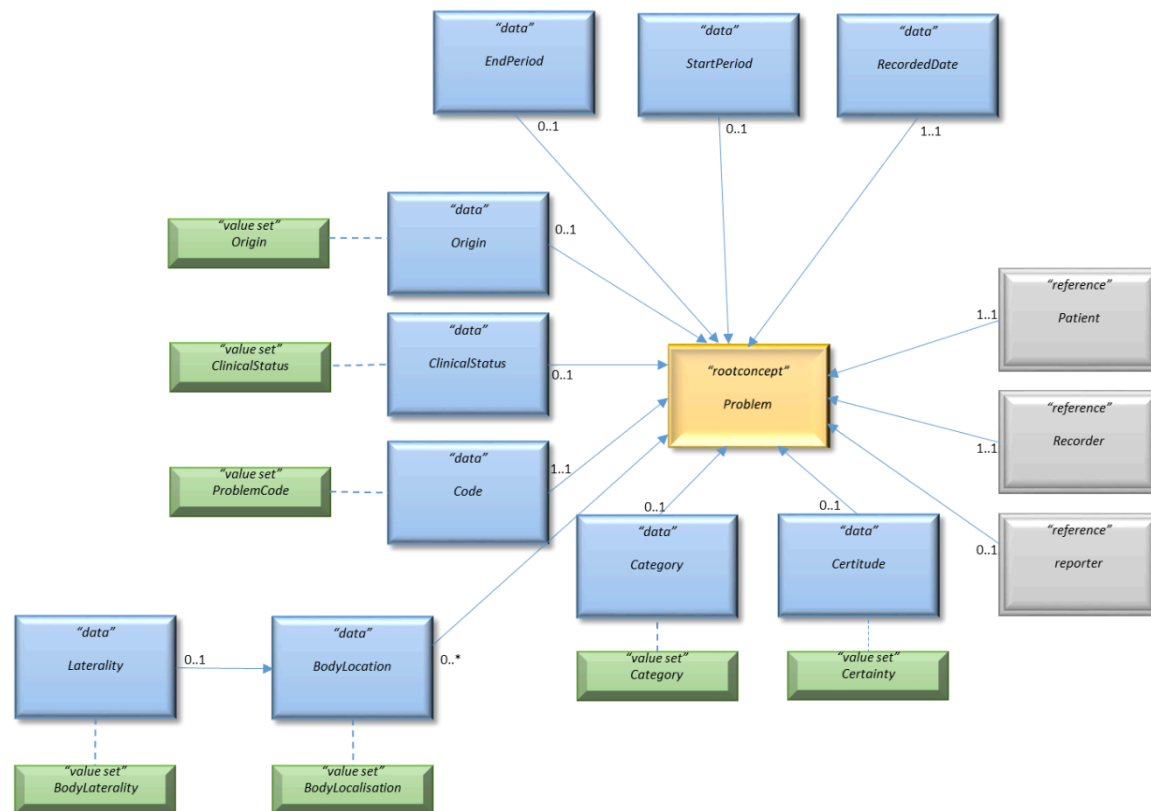 “data”
EndPeriod
“data”
StartPeriod
“data”
RecordedDate
0..1
0..1
1..1
“value set”
Origin
“data”
Origin
0..1
“reference”
Patient
1..1
“value set”
ClinicalStatus
“data”
ClinicalStatus
0..1
“rootconcept”
Problem
“reference”
Recorder
1..1
“value set”
ProblemCode
“data”
Code
1..1
0..1
0..1
“data”
Category
“data”
Certitude
“reference”
reporter
0..1
“data”
Laterality
0..1
“data”
BodyLocation
0..*
“value set”
Category
“value set”
Certainty
“value set”
BodyLaterality
“value set”
BodyLocalisation